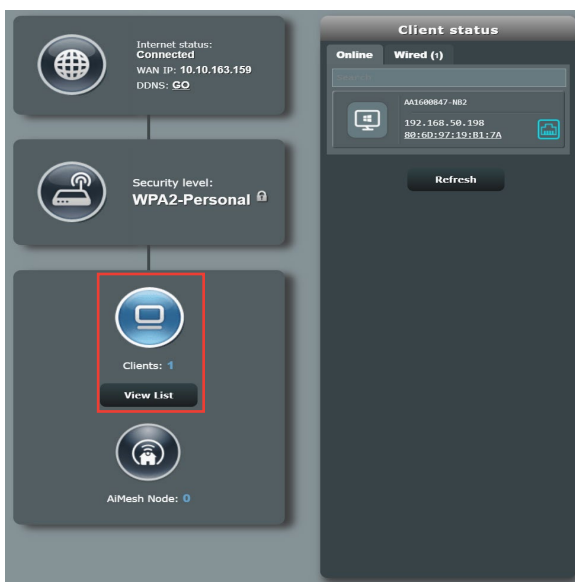 Internet status:
Connected
WAN IP: 10.10.163.159
DDNS: GO
Security level:
WPA2-Personal
Clients: 1
View List
AiMesh Node: 0
Client status
Online Wired (1)
AA1600847-NB2
192.168.50.198
80:6D:97:19:B1:7A
Refresh